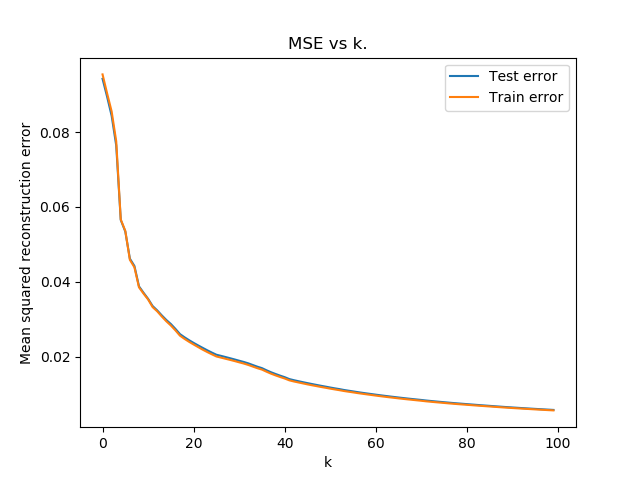 MSE vs k.
Test error
Train error
Mean squared reconstruction error
0.08
0.06
0.04
0.02
0
20
40
60
80
100
k